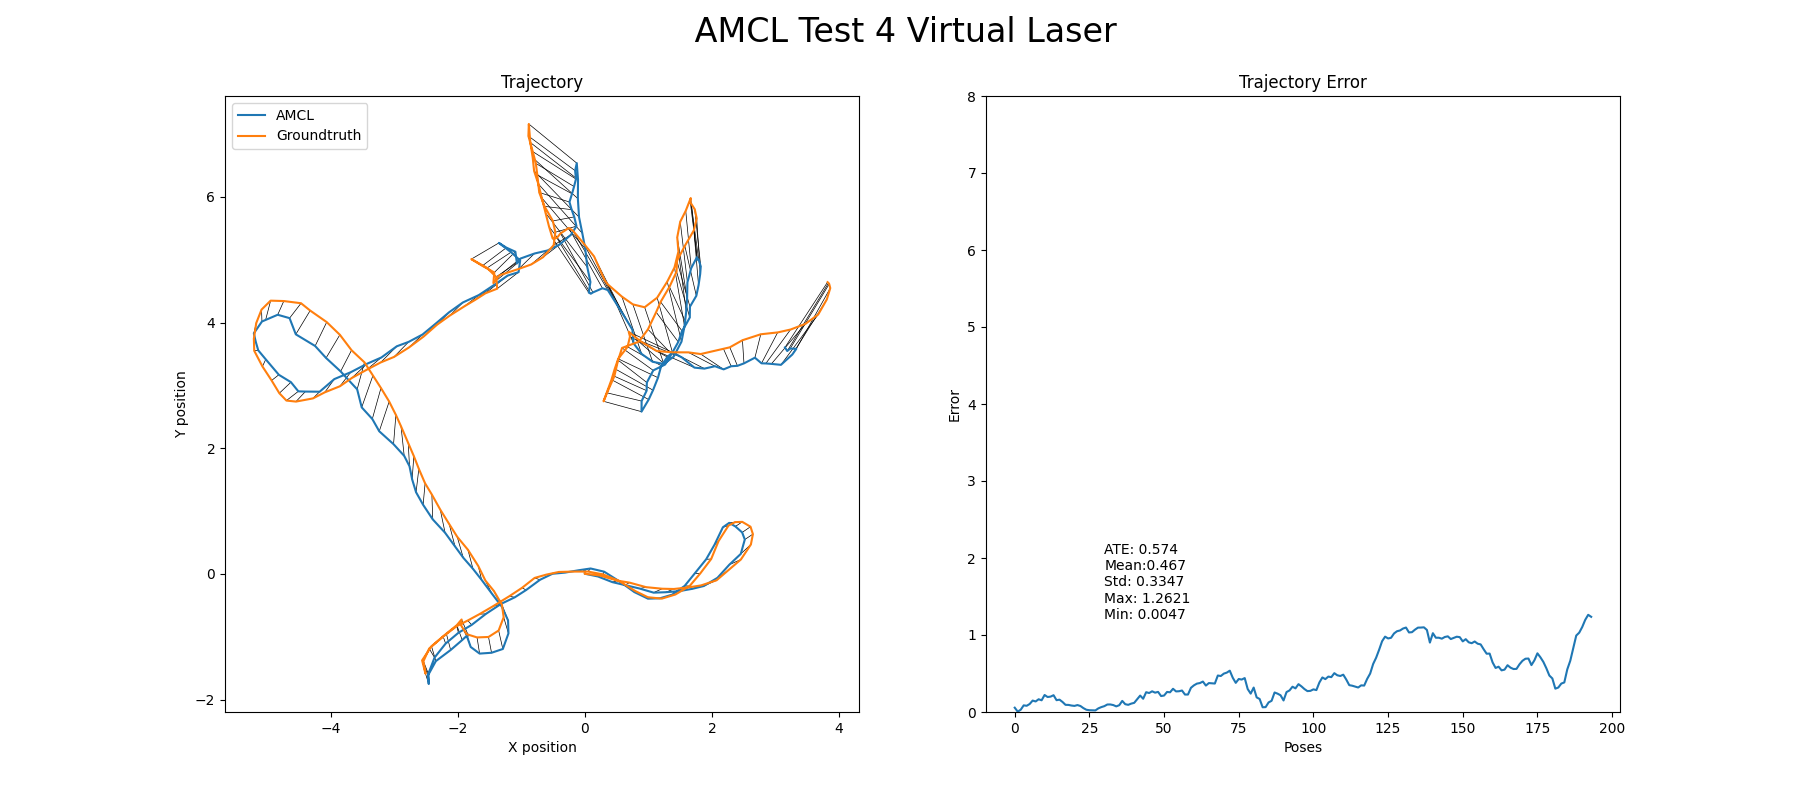 AMCL Test 4 Virtual Laser
Trajectory
AMCL
Groundtruth
6
4
2
0
−2
Y position
−4
−2
0
2
4
X position
Trajectory Error
8
7
6
5
4
3
2
1
0
Error
ATE: 0.574
Mean:0.467
Std: 0.3347
Max: 1.2621
Min: 0.0047
0
25
50
75
100
125
150
175
200
Poses